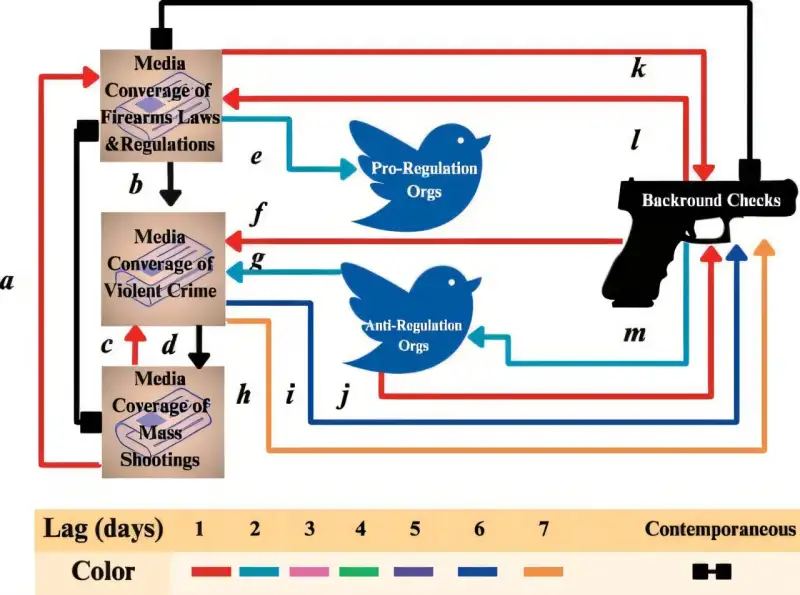 Media
Converage of
Firearms Laws
&Regulations
k
l
e
Pro-Regulation
Orgs
Backround Checks
b
f
Media
Converage of
Violent Crime
g
a
Anti-Regulation
Orgs
m
c
d
Media
Coverage of
Mass
Shootings
h
i
j
Lag (days) 1 2 3 4 5 6 7 Contemporaneous
Color